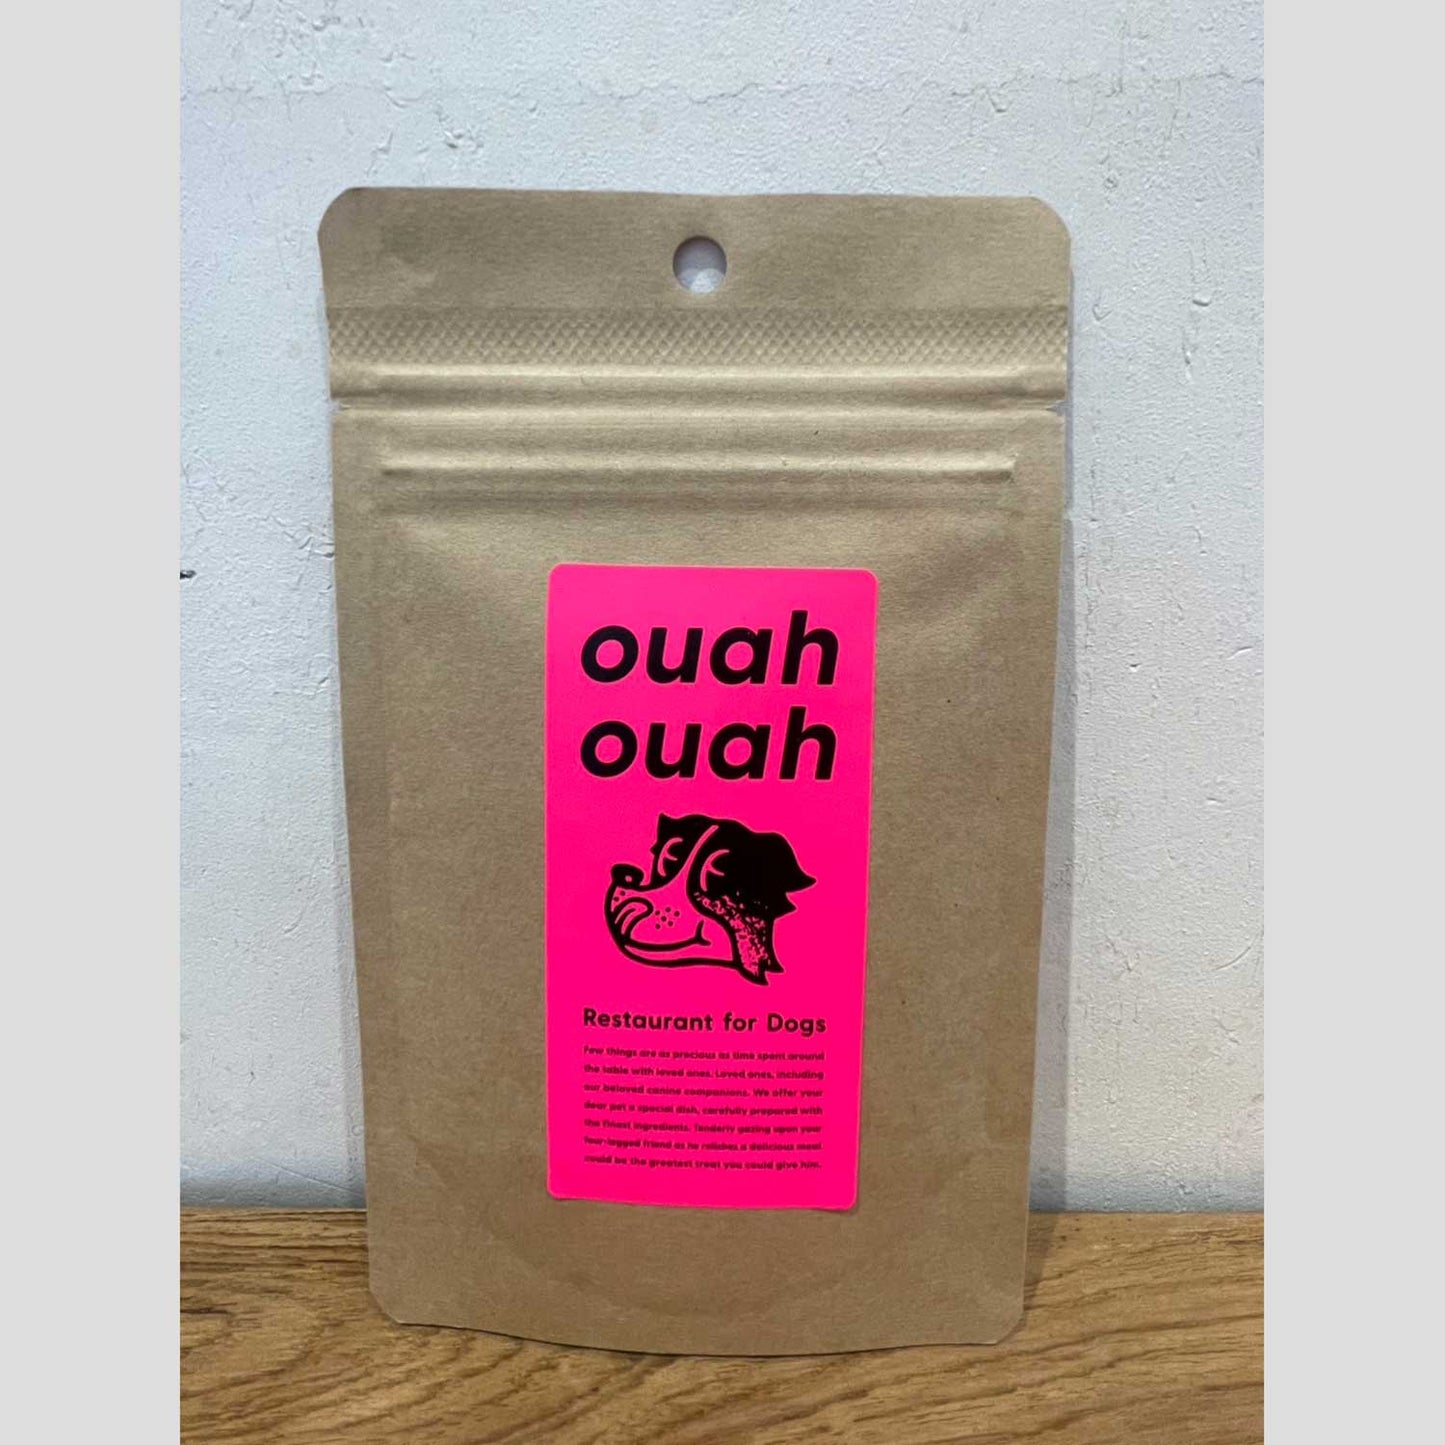 ouah
ouah
Restaurant for Dogs
Few things are as precious as time spent around
the table with loved ones. Loved ones, including
our beloved canine companions. We offer your
dear pet a special dish, carefully prepared with
the finest ingredients. Tenderly gazing upon your
four-legged friend as he relishes a delicious meal
could be the greatest treat you could give him.